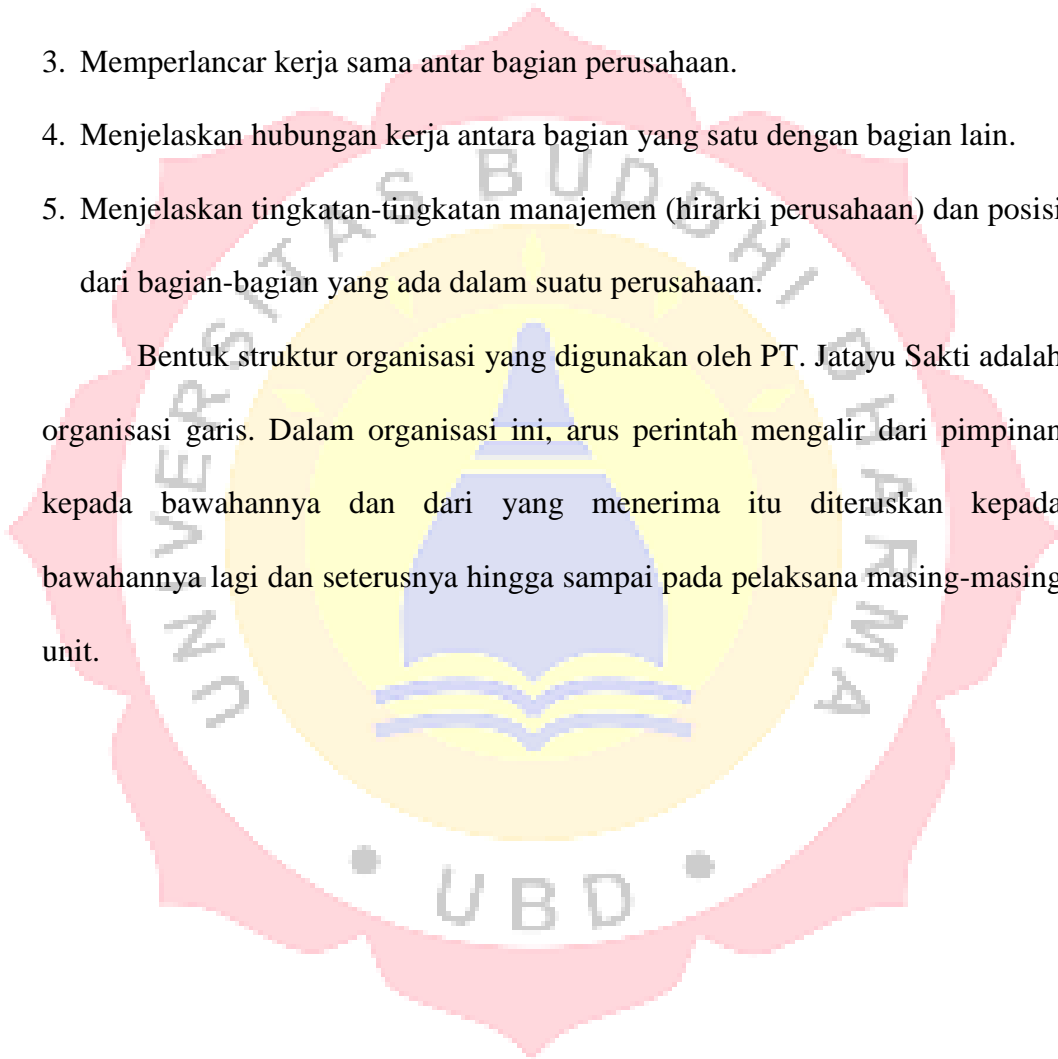 3. Memperlancar kerja sama antar bagian perusahaan.
4. Menjelaskan hubungan kerja antara bagian yang satu dengan bagian lain.
5. Menjelaskan tingkatan-tingkatan manajemen (hirarki perusahaan) dan posisi
dari bagian-bagian yang ada dalam suatu perusahaan.
Bentuk struktur organisasi yang digunakan oleh PT. Jatayu Sakti adalah
organisasi garis. Dalam organisasi ini, arus perintah mengalir dari pimpinan
kepada bawahannya dan dari yang menerima itu diteruskan kepada
bawahannya lagi dan seterusnya hingga sampai pada pelaksana masing-masing
unit.
UNIVERSITAS BUDDHI DHARMA
• UBD •